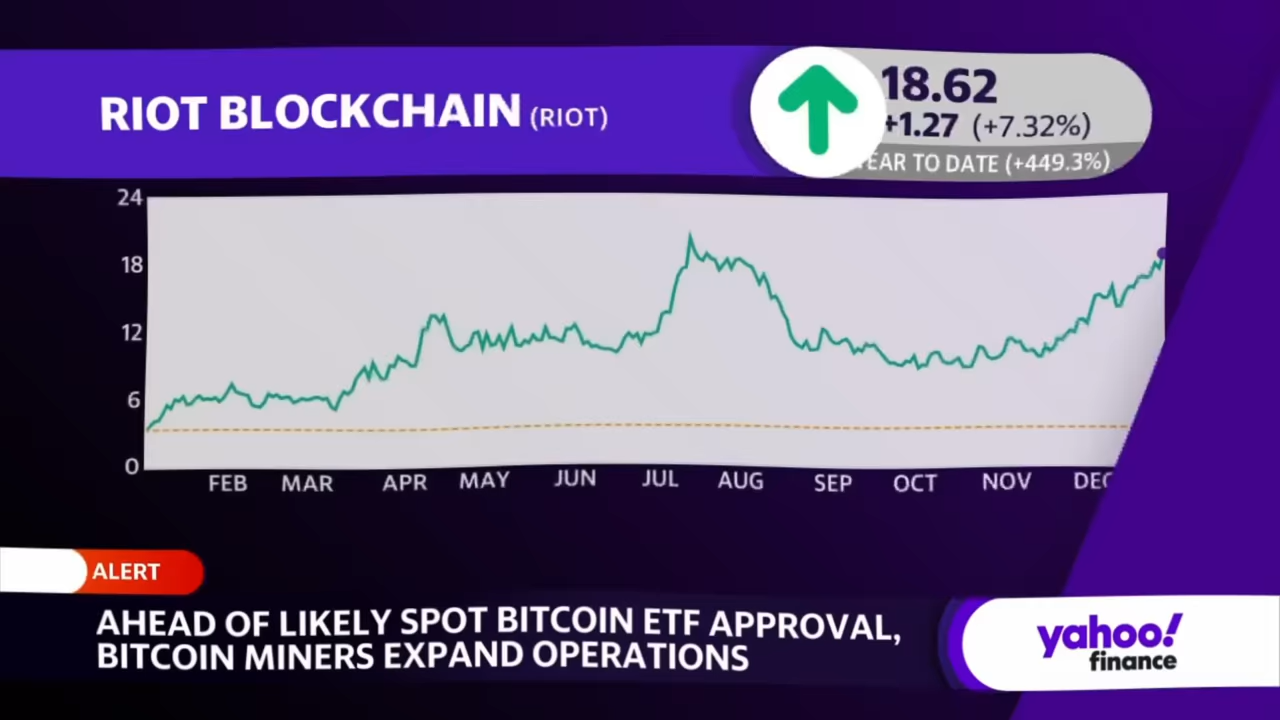 RIOT BLOCKCHAIN (RIOT)
18.62
+1.27 (+7.32%)
YEAR TO DATE (+449.3%)
24
18
12
6
0
FEB MAR APR MAY JUN JUL AUG SEP OCT NOV DEC
ALERT
AHEAD OF LIKELY SPOT BITCOIN ETF APPROVAL,
BITCOIN MINERS EXPAND OPERATIONS
yahoo!
finance